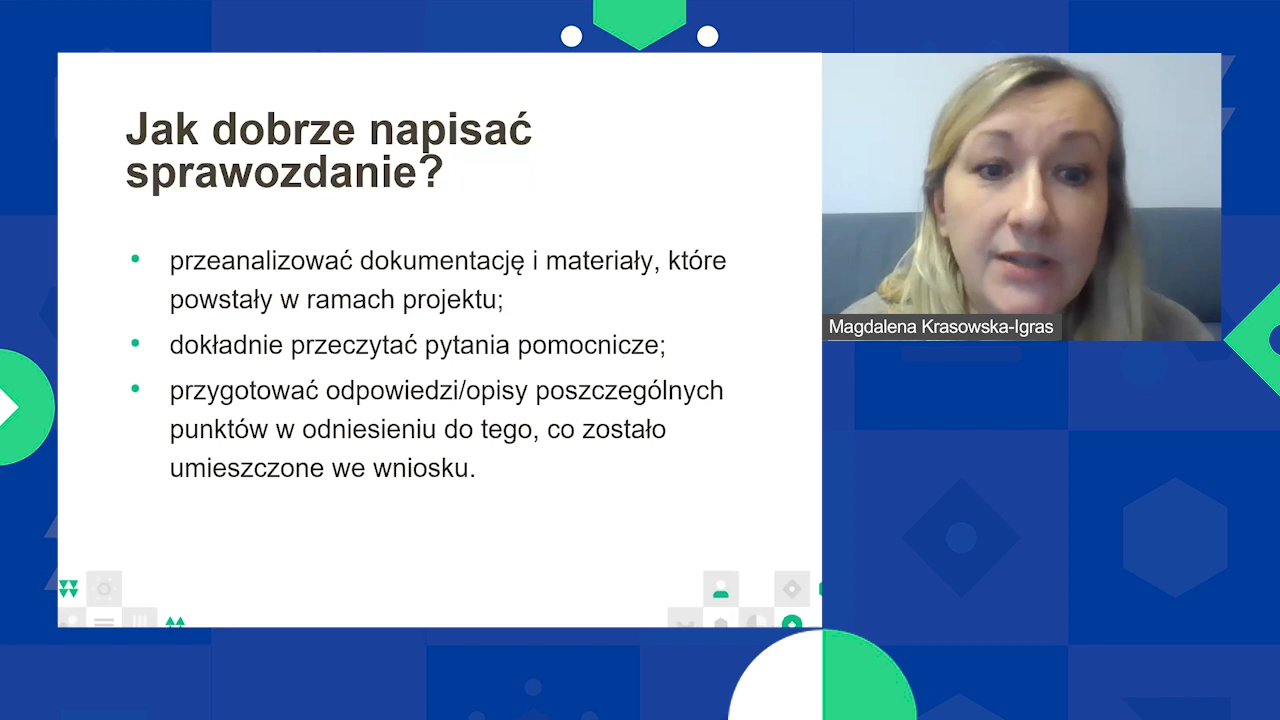 Jak dobrze napisać
sprawozdanie?
• przeanalizować dokumentację i materiały, które
powstały w ramach projektu;
• dokładnie przeczytać pytania pomocnicze;
• przygotować odpowiedzi/opisy poszczególnych
punktów w odniesieniu do tego, co zostało
umieszczone we wniosku.
Magdalena Krasowska-Igras